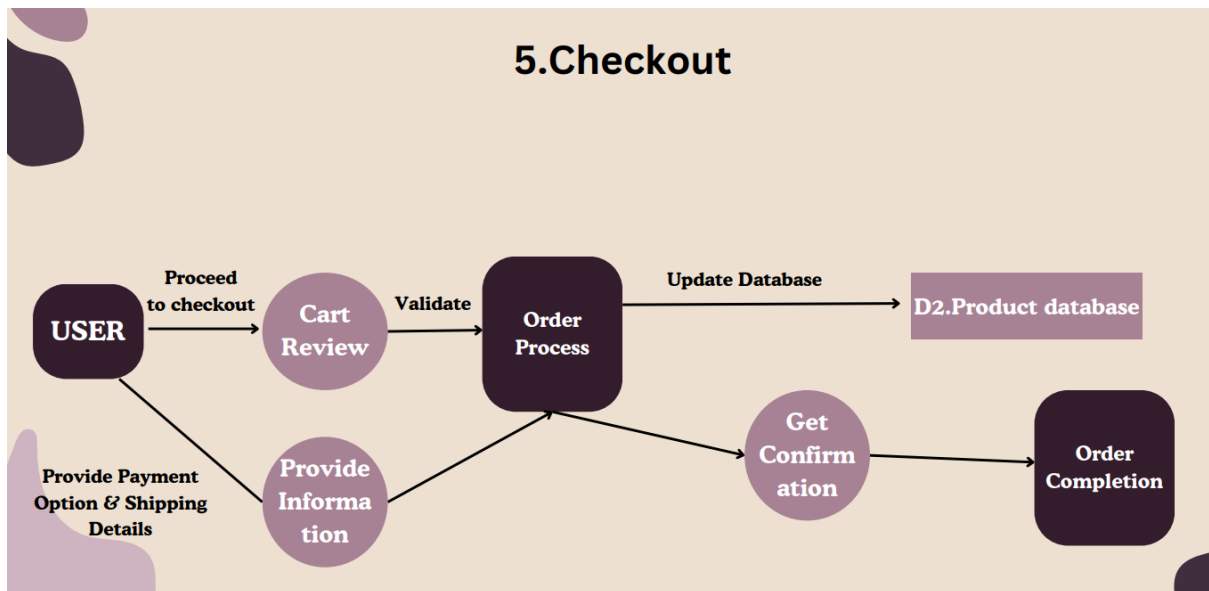 5.Checkout
Proceed
to checkout
USER
Cart
Review
Validate
Order
Process
Update Database
D2.Product database
Provide Payment
Option & Shipping
Details
Provide
Informa
tion
Get
Confirm
ation
Order
Completion